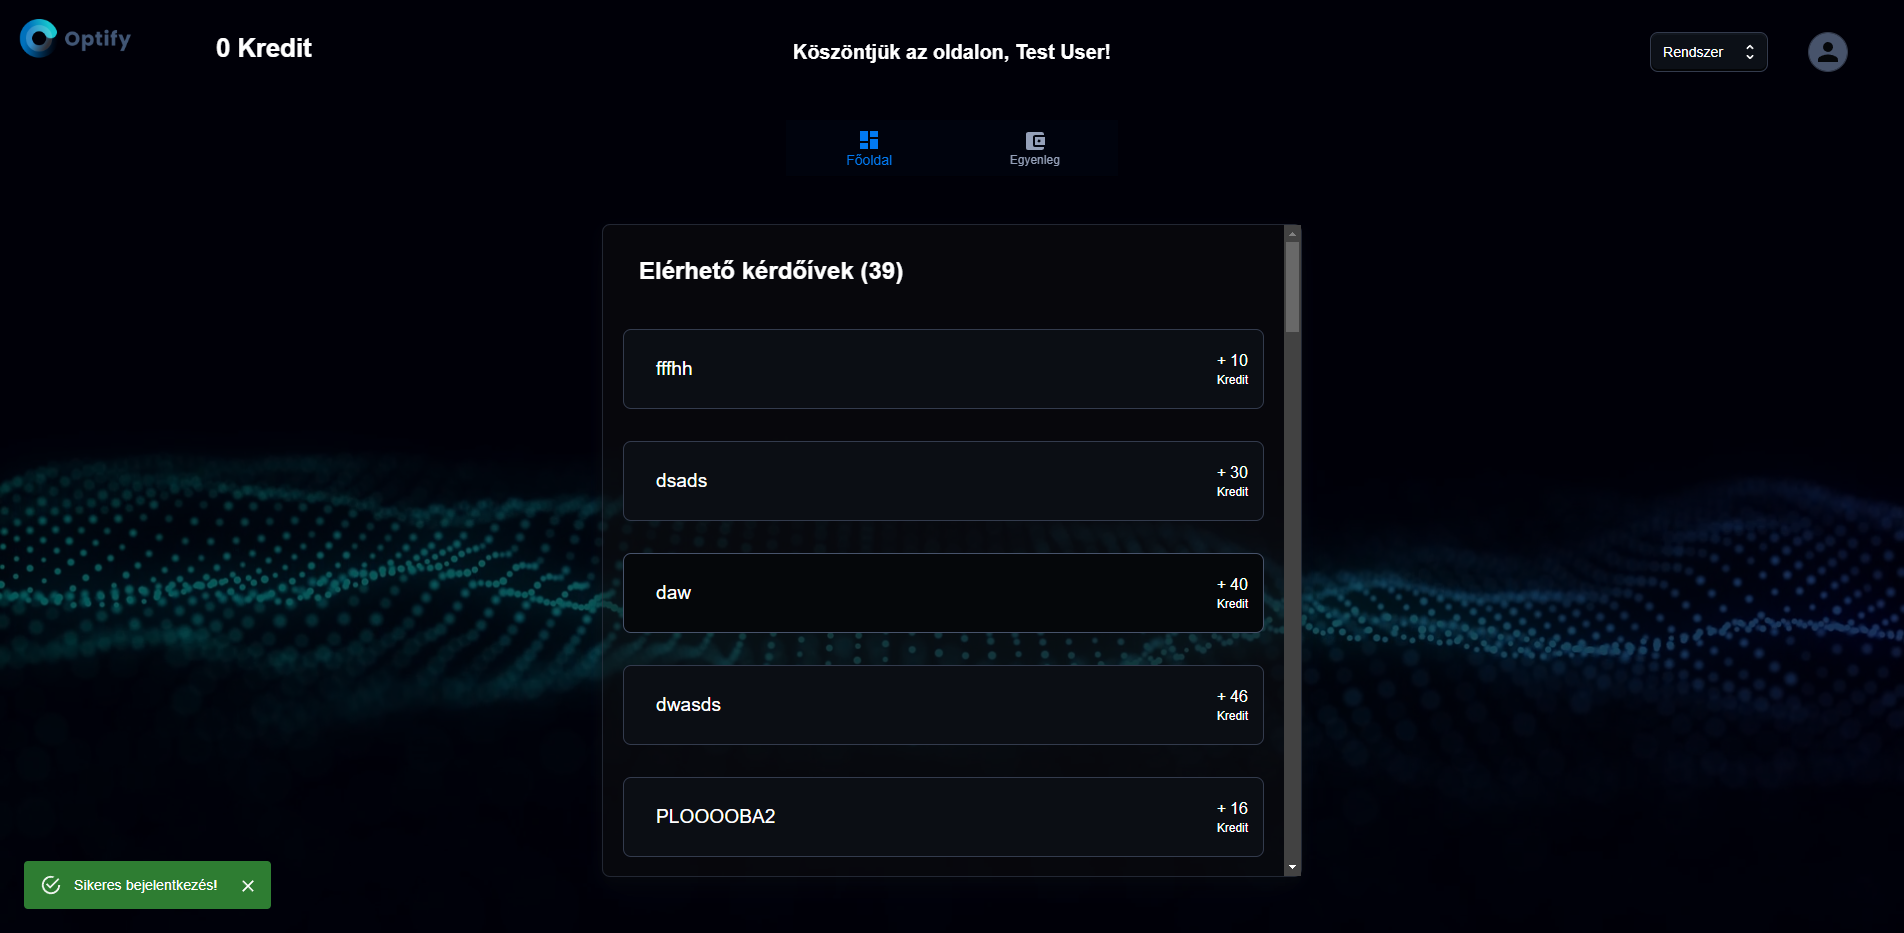 Optify
0 Kredit
Köszöntjük az oldalon, Test User!
Rendszer
Főoldal
Egyenleg
Elérhető kérdőívek (39)
fffhh
+ 10
Kredit
dsads
+ 30
Kredit
daw
+ 40
Kredit
dwasds
+ 46
Kredit
PLOOOOBA2
+ 16
Kredit
Sikeres bejelentkezés!